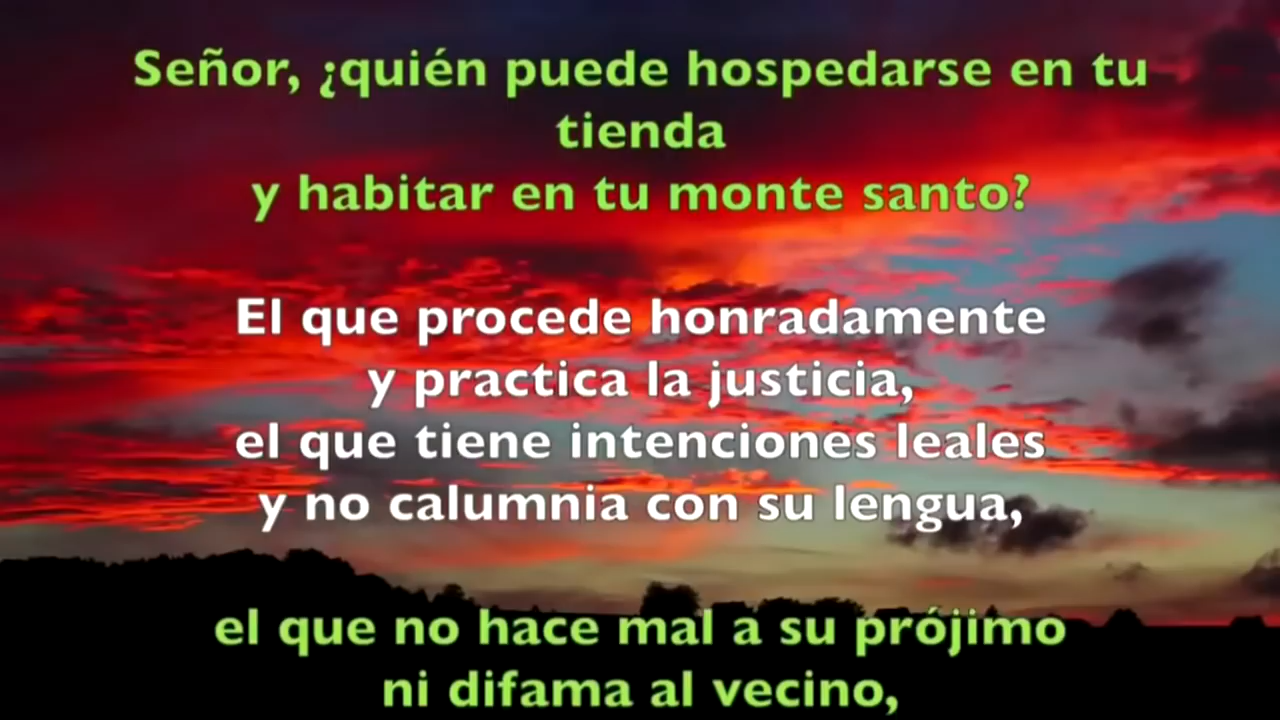 Señor, ¿quién puede hospedarse en tu
tienda
y habitar en tu monte santo?
El que procede honradamente
y practica la justicia,
el que tiene intenciones leales
y no calumnia con su lengua,
el que no hace mal a su prójimo
ni difama al vecino,